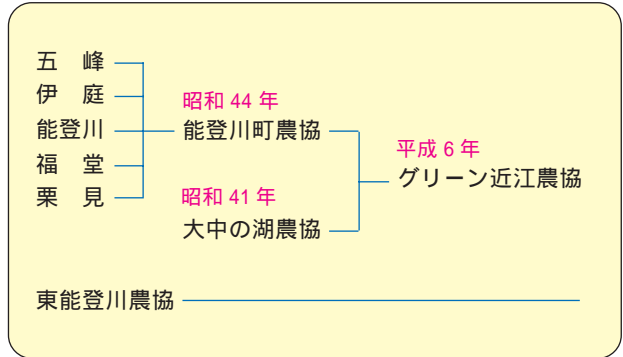 五　峰
伊　庭
能登川
福　堂
栗　見
昭和 44 年
能登川町農協
昭和 41 年
大中の湖農協
平成 6 年
グリーン近江農協
東能登川農協